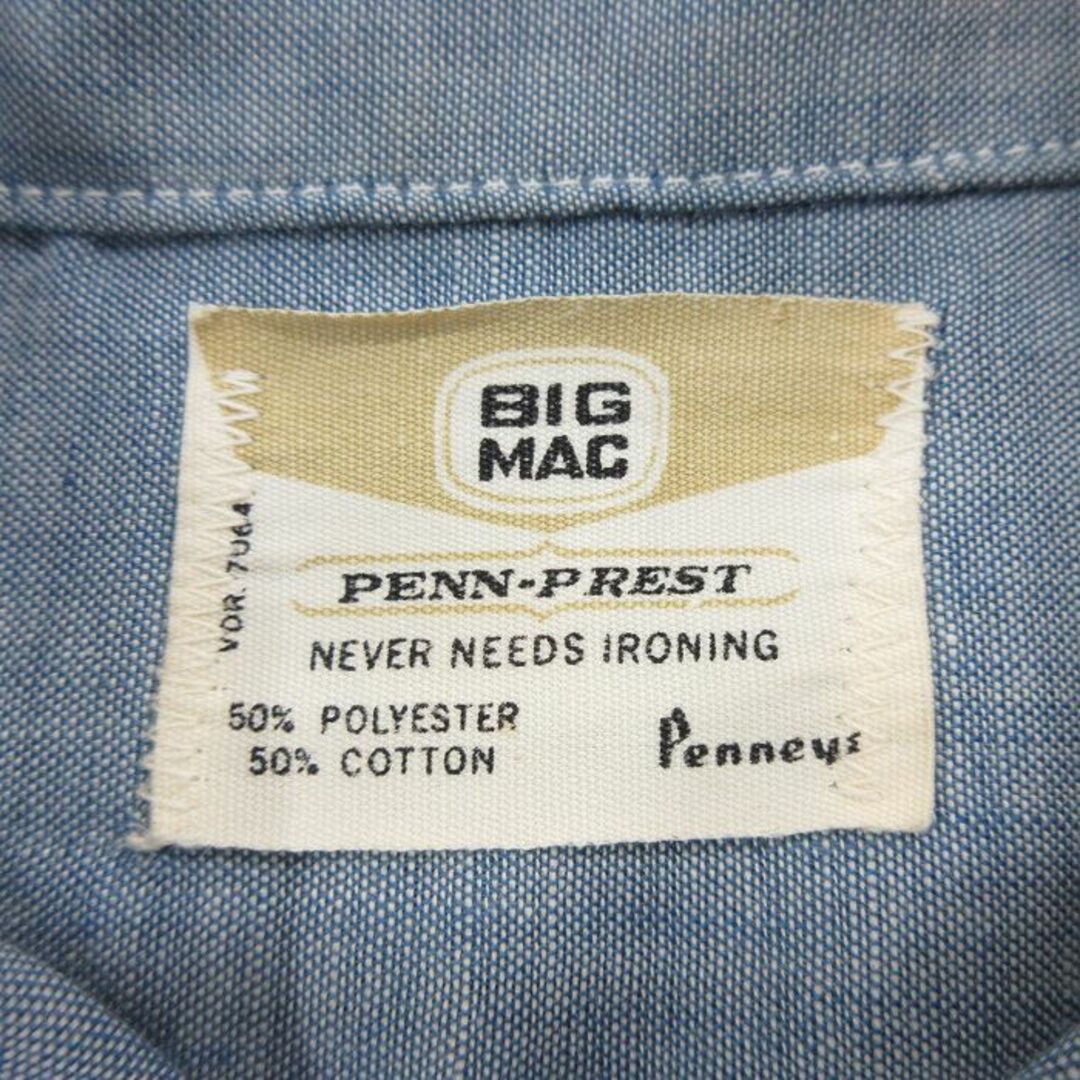 BIG
MAC
PENN-PREST
NEVER NEEDS IRONING
50% POLYESTER
50% COTTON
Penneys
VDR. 7U64